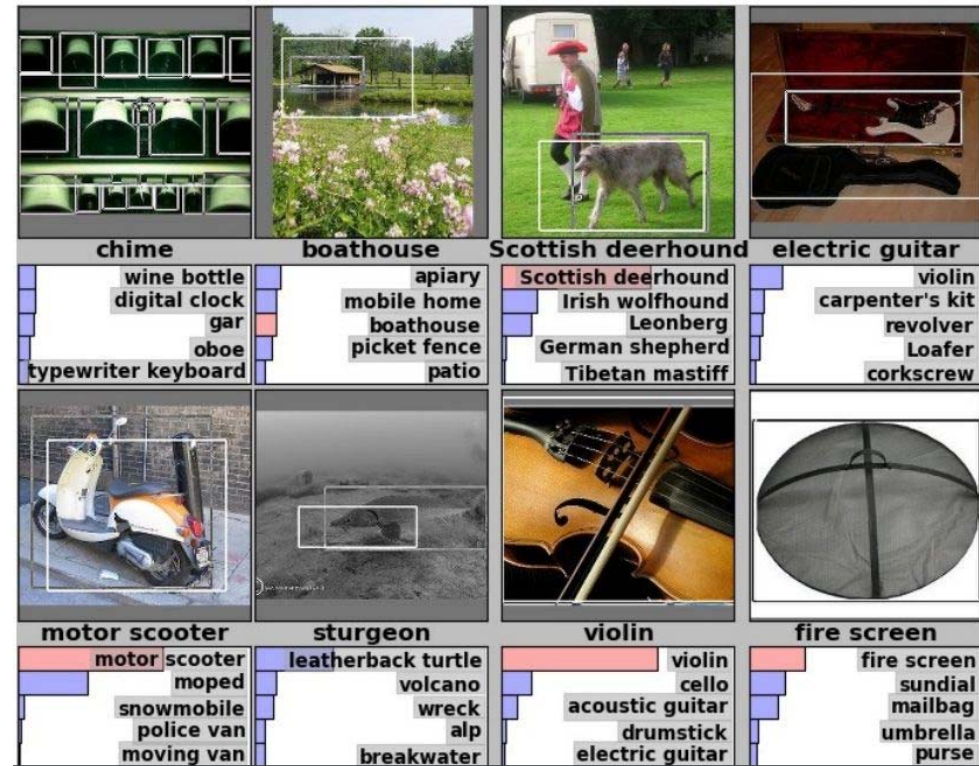 chime
boathouse
Scottish deerhound
electric guitar
wine bottle
digital clock
gar
oboe
typewriter keyboard
apiary
mobile home
boathouse
picket fence
patio
Scottish deerhound
Irish wolfhound
Leonberg
German shepherd
Tibetan mastiff
violin
carpenter's kit
revolver
Loafer
corkscrew
motor scooter
sturgeon
violin
fire screen
motor scooter
moped
snowmobile
police van
moving van
leatherback turtle
volcano
wreck
alp
breakwater
violin
cello
acoustic guitar
drumstick
electric guitar
fire screen
sundial
mailbag
umbrella
purse